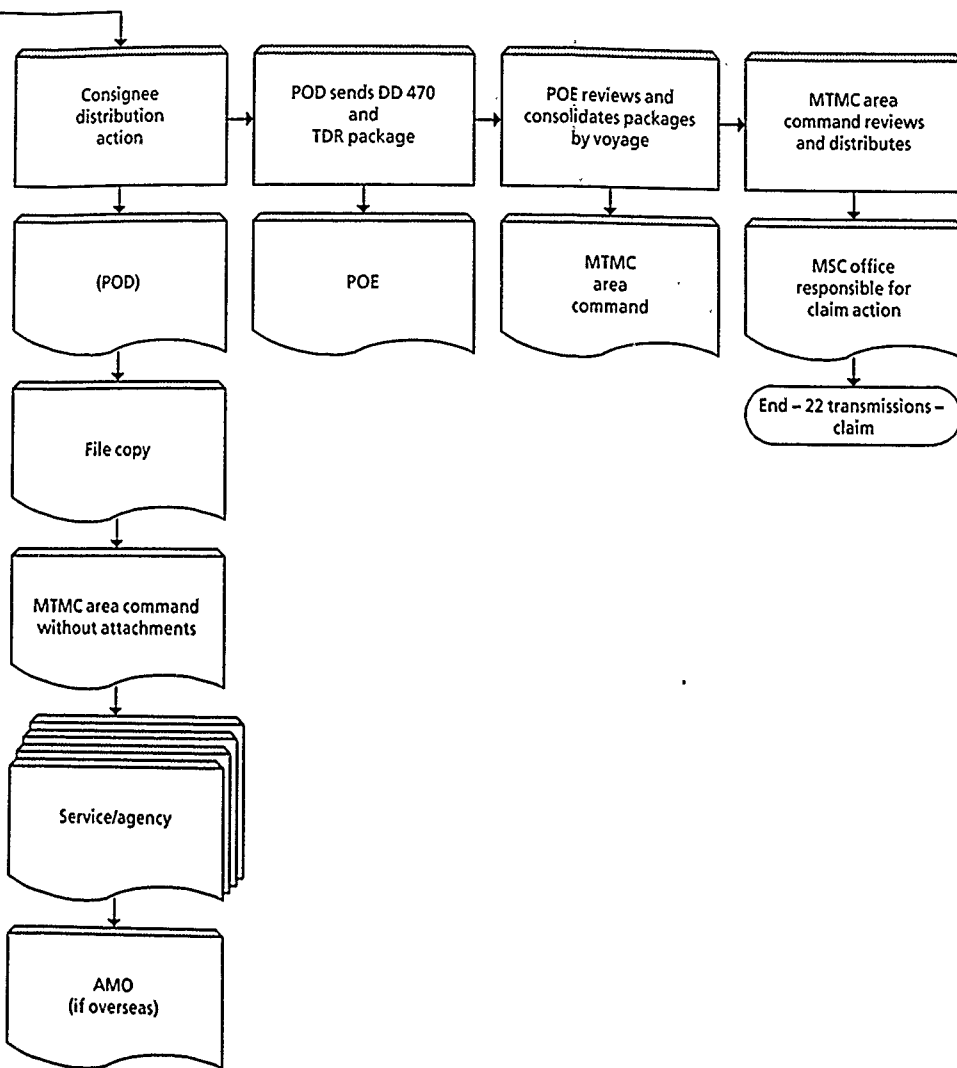 Consignee
distribution
action
POD sends DD 470
and
TDR package
POE reviews and
consolidates packages
by voyage
MTMC area
command reviews
and distributes
(POD)
POE
MTMC
area
command
MSC office
responsible for
claim action
End – 22 transmissions –
claim
File copy
MTMC area command
without attachments
Service/agency
AMO
(if overseas)